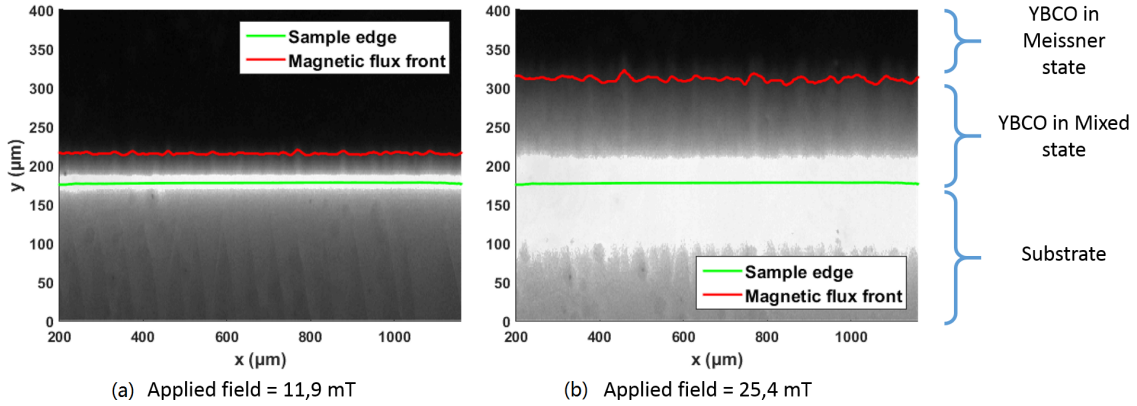 400
350
300
250
200
150
100
50
0
y (µm)
Sample edge
Magnetic flux front
200
400
600
800
1000
x (µm)
(a) Applied field = 11,9 mT
400
350
300
250
200
150
100
50
0
Sample edge
Magnetic flux front
200
400
600
800
1000
x (µm)
(b) Applied field = 25,4 mT
YBCO in
Meissner
state
YBCO in Mixed
state
Substrate